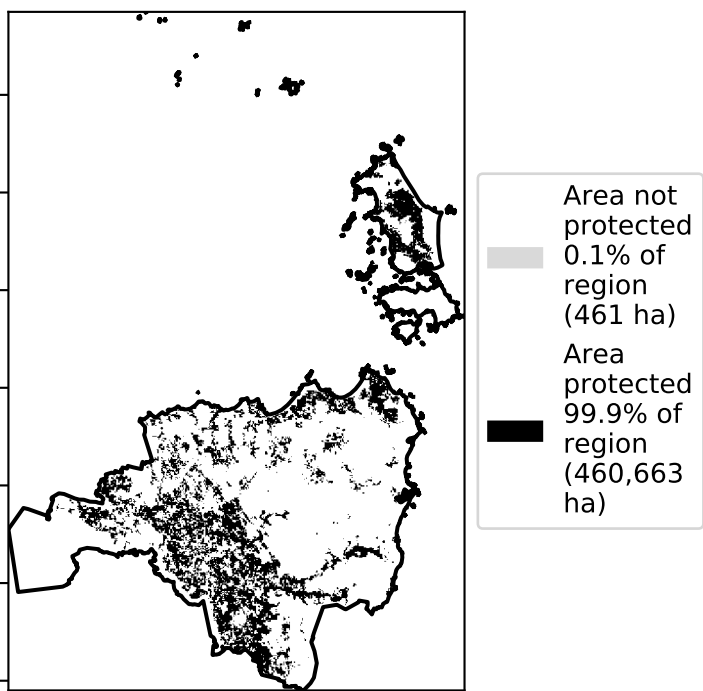 Area not
protected
0.1% of
region
(461 ha)
Area
protected
99.9% of
region
(460,663
ha)